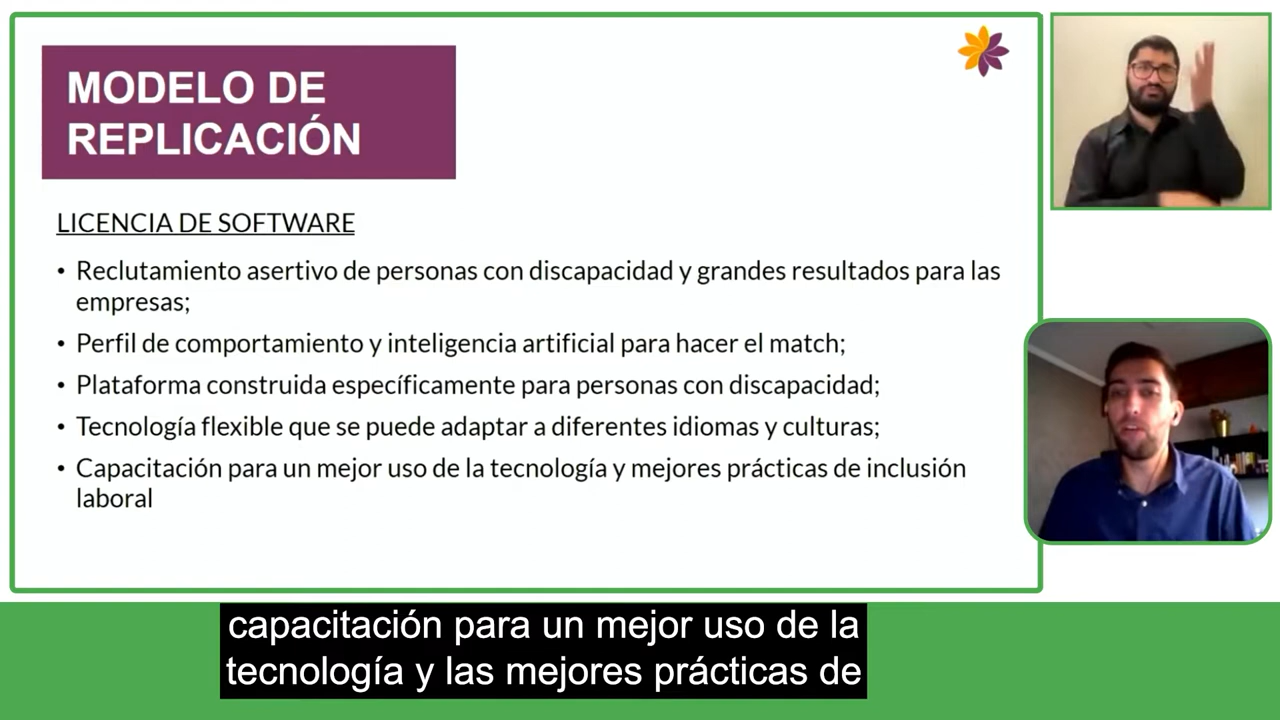 MODELO DE
REPLICACIÓN
LICENCIA DE SOFTWARE
• Reclutamiento asertivo de personas con discapacidad y grandes resultados para las
empresas;
• Perfil de comportamiento y inteligencia artificial para hacer el match;
• Plataforma construida específicamente para personas con discapacidad;
• Tecnología flexible que se puede adaptar a diferentes idiomas y culturas;
• Capacitación para un mejor uso de la tecnología y mejores prácticas de inclusión
laboral
capacitación para un mejor uso de la
tecnología y las mejores prácticas de